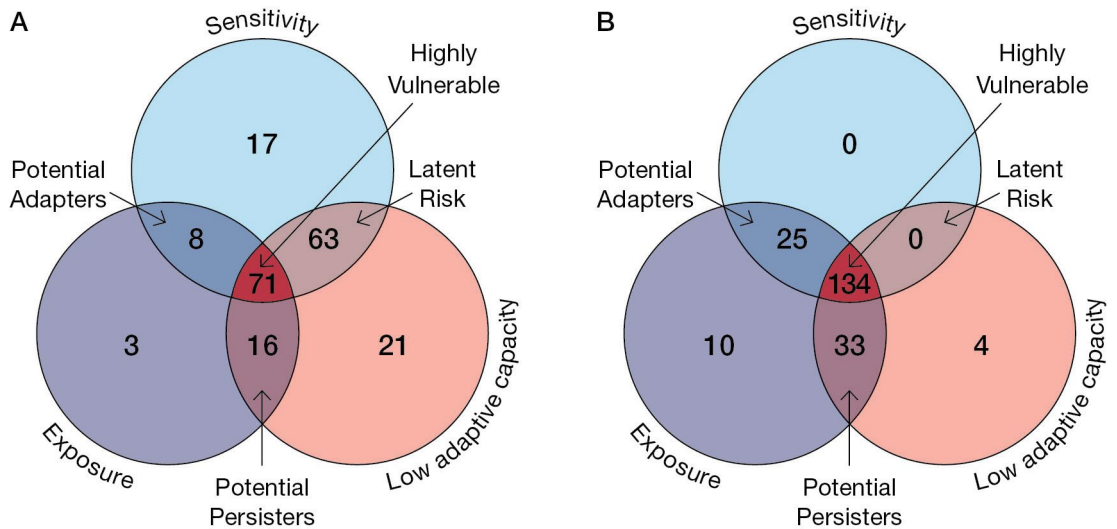 A
Sensitivity
Highly
Vulnerable
17
Potential
Adapters
Latent
Risk
8
63
71
3
16
21
Exposure
Low adaptive capacity
Potential
Persisters
B
Sensitivity
Highly
Vulnerable
0
Potential
Adapters
Latent
Risk
25
0
134
10
33
4
Exposure
Low adaptive capacity
Potential
Persisters